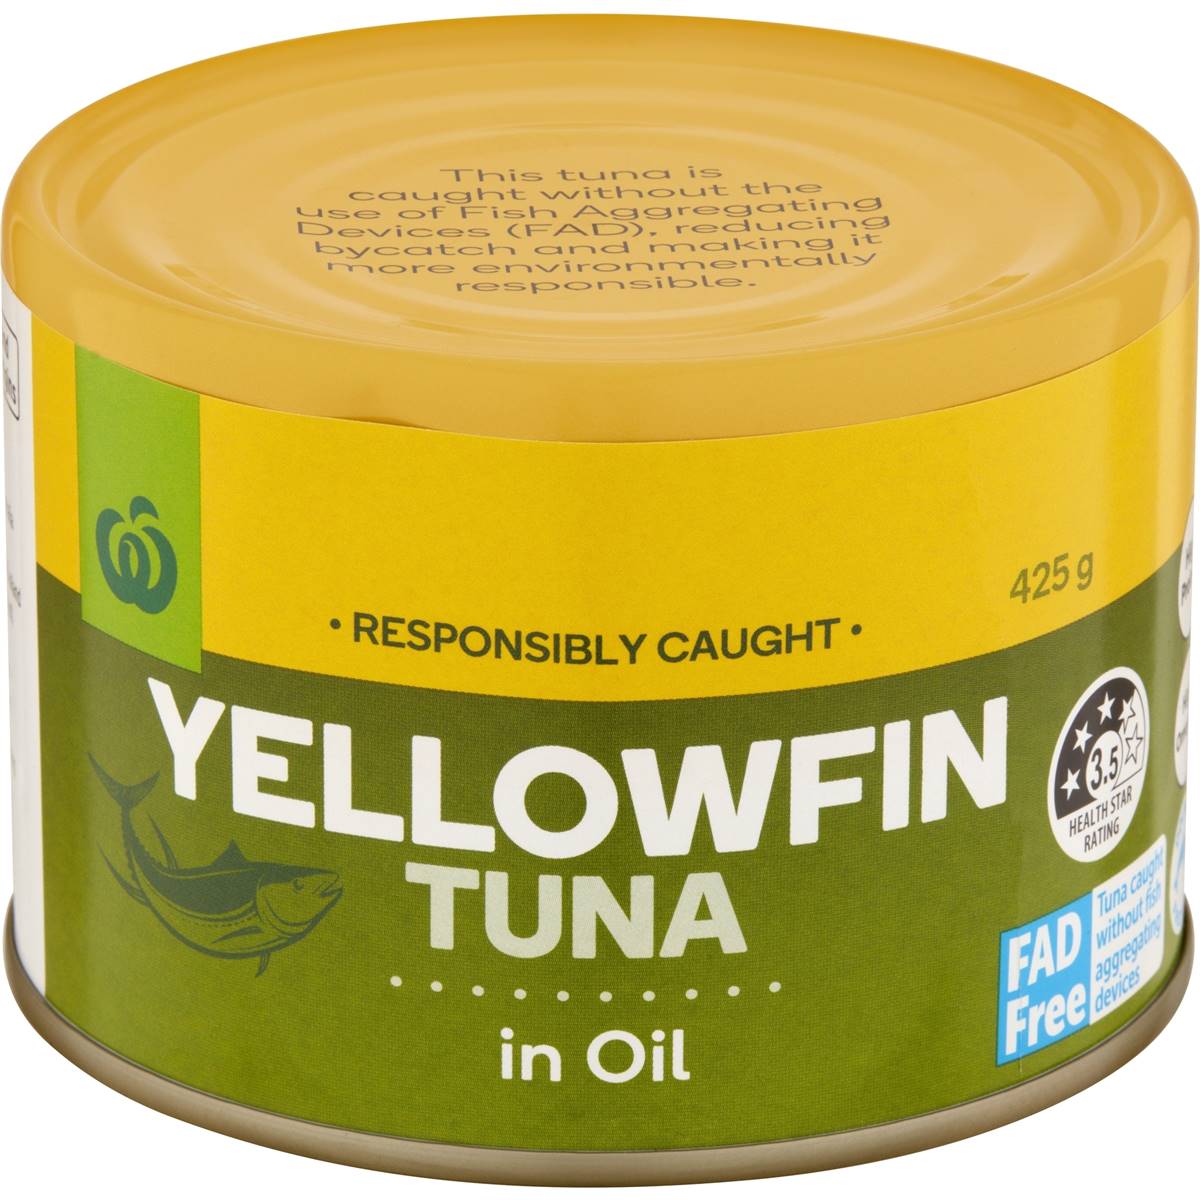 This tuna is
caught without the
use of Fish Aggregating
Devices (FAD), reducing
bycatch and making it
more environmentally
responsible.
425 g
• RESPONSIBLY CAUGHT •
YELLOWFIN
TUNA
in Oil
3.5
HEALTH STAR
RATING
FAD
Free
Tuna caught
without fish
aggregating
devices